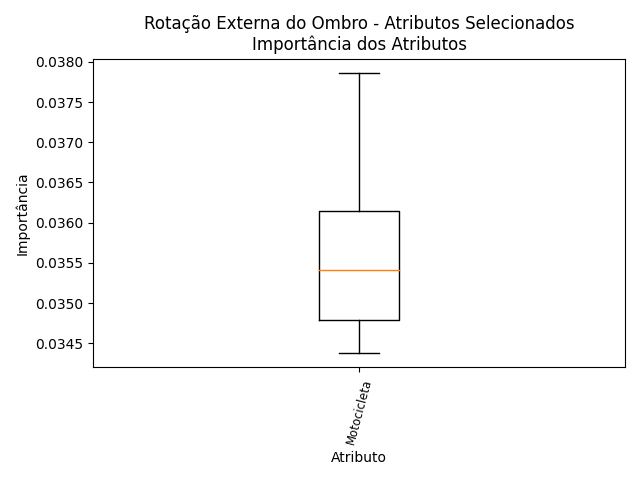 Rotação Externa do Ombro - Atributos Selecionados
Importância dos Atributos
0.0380
0.0375
0.0370
0.0365
0.0360
0.0355
0.0350
0.0345
Importância
Motocicleta
Atributo